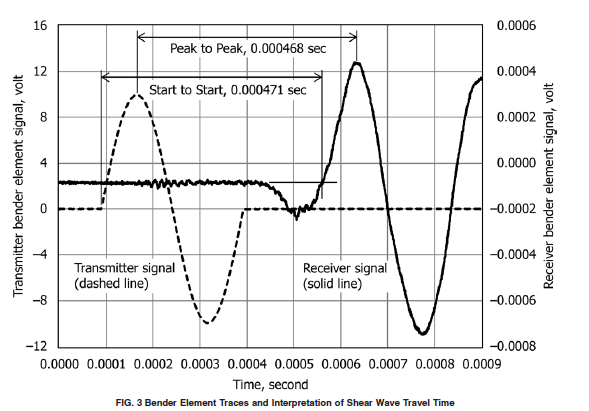 16
12
8
4
0
−4
−8
−12
Transmitter bender element signal, volt
Peak to Peak, 0.000468 sec
Start to Start, 0.000471 sec
Transmitter signal
(dashed line)
Receiver signal
(solid line)
0.0006
0.0004
0.0002
0.0000
−0.0002
−0.0004
−0.0006
−0.0008
Receiver bender element signal, volt
0.0000 0.0001 0.0002 0.0003 0.0004 0.0005 0.0006 0.0007 0.0008 0.0009
Time, second
FIG. 3 Bender Element Traces and Interpretation of Shear Wave Travel Time